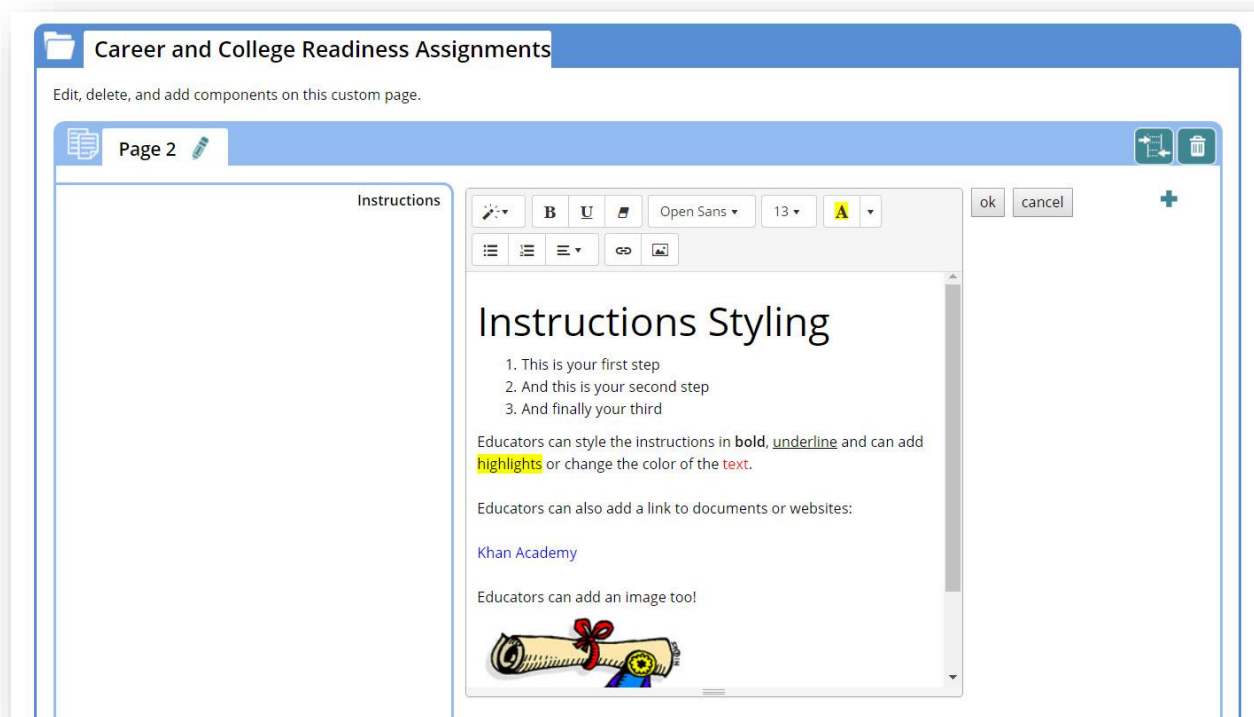 Career and College Readiness Assignments
Edit, delete, and add components on this custom page.
Page 2
Instructions
B U Open Sans 13 A
ok cancel
Instructions Styling
1. This is your first step
2. And this is your second step
3. And finally your third
Educators can style the instructions in bold, underline and can add
highlights or change the color of the text.
Educators can also add a link to documents or websites:
Khan Academy
Educators can add an image too!